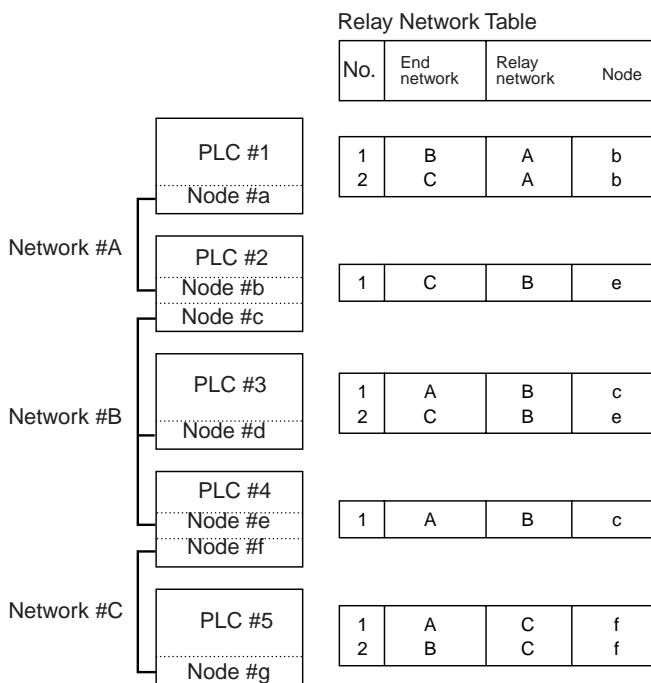 Relay Network Table
No. End network Relay network Node
PLC #1
Node #a
1 B A b
2 C A b
Network #A
PLC #2
Node #b
Node #c
1 C B e
PLC #3
Node #d
1 A B c
2 C B e
Network #B
PLC #4
Node #e
Node #f
1 A B c
Network #C
PLC #5
Node #g
1 A C f
2 B C f